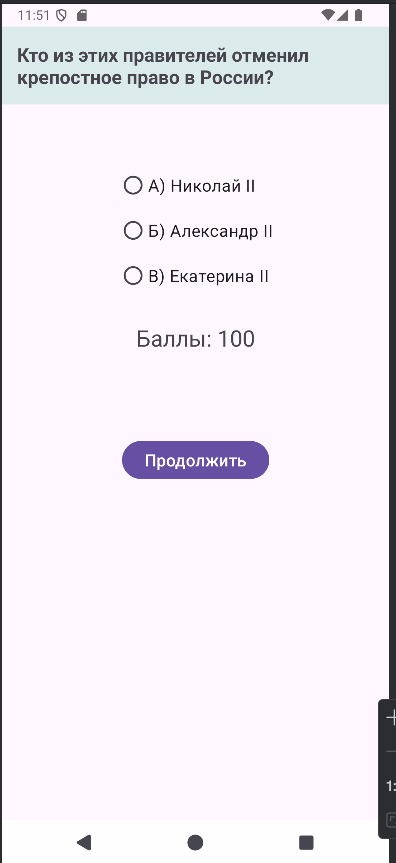 11:51
Кто из этих правителей отменил
крепостное право в России?
А) Николай II
Б) Александр II
В) Екатерина II
Баллы: 100
Продолжить
1: